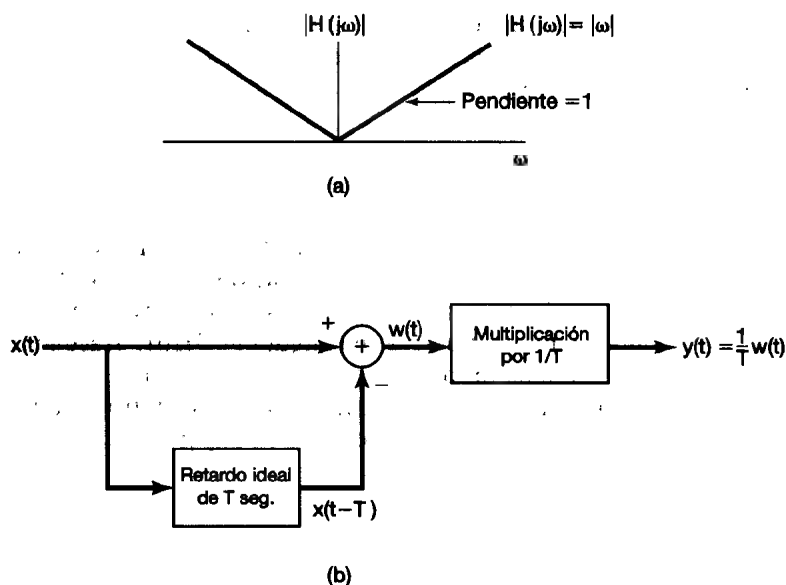 |H (jω)|
|H (jω)| = |ω|
Pendiente = 1
ω
(a)
x(t)
+
+
w(t)
Multiplicación
por 1/T
y(t) = 1/T w(t)
−
Retardo ideal
de T seg.
x(t−T)
(b)